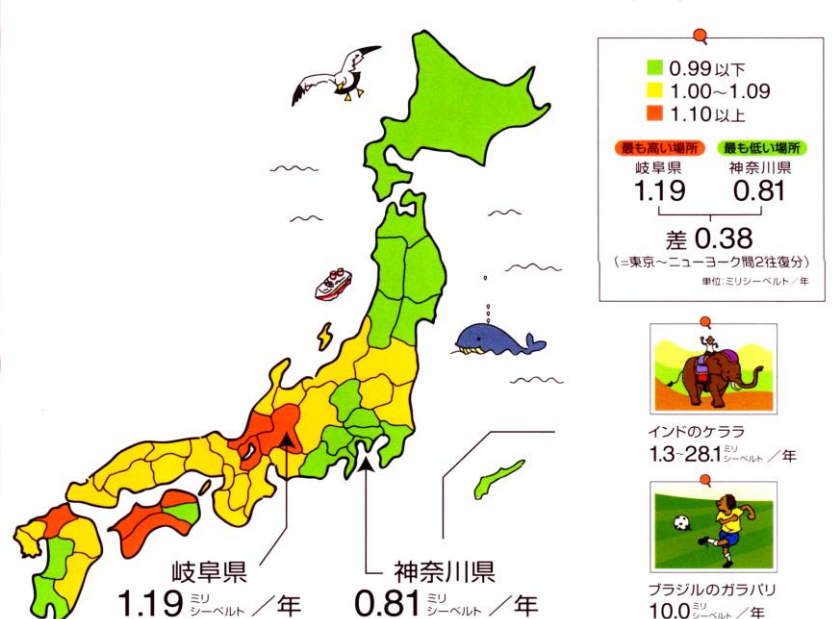 0.99以下
1.00〜1.09
1.10以上
最も高い場所 最も低い場所
岐阜県 神奈川県
1.19 0.81
差 0.38
(=東京〜ニューヨーク間2往復分)
単位:ミリシーベルト/年
インドのケララ
1.3~28.1ミリシーベルト/年
ブラジルのガラパリ
10.0ミリシーベルト/年
岐阜県
1.19ミリシーベルト/年
神奈川県
0.81ミリシーベルト/年